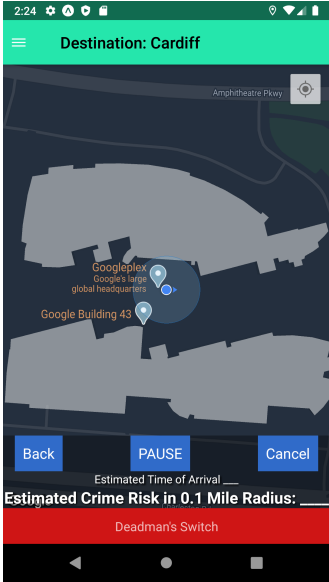 2:24
Destination: Cardiff
Amphitheatre Pkwy
Googleplex
Google's large
global headquarters
Google Building 43
Back
PAUSE
Cancel
Estimated Time of Arrival ___
Estimated Crime Risk in 0.1 Mile Radius: ____
Deadman's Switch